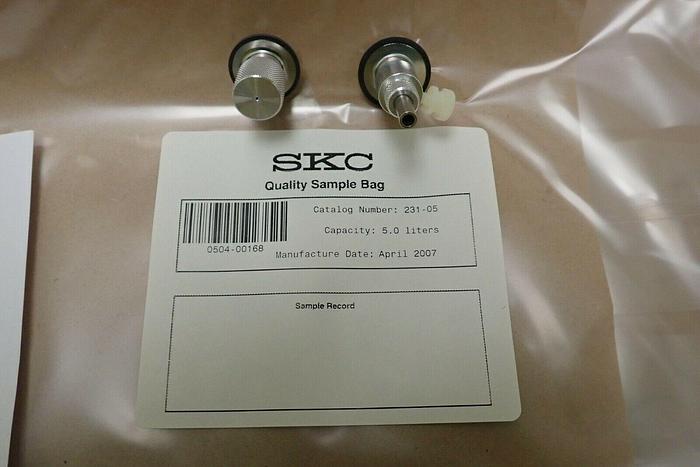 SKC
Quality Sample Bag
Catalog Number: 231-05
Capacity: 5.0 liters
0504-00168
Manufacture Date: April 2007
Sample Record